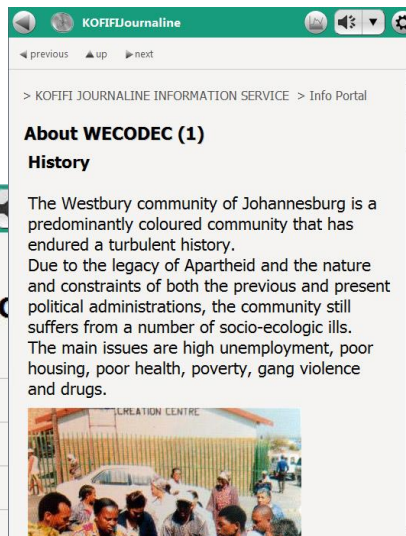 KOFIFIJournaline
previous up next
> KOFIFI JOURNALINE INFORMATION SERVICE > Info Portal
About WECODEC (1)
History
The Westbury community of Johannesburg is a
predominantly coloured community that has
endured a turbulent history.
Due to the legacy of Apartheid and the nature
and constraints of both the previous and present
political administrations, the community still
suffers from a number of socio-ecologic ills.
The main issues are high unemployment, poor
housing, poor health, poverty, gang violence
and drugs.
CREATION CENTRE